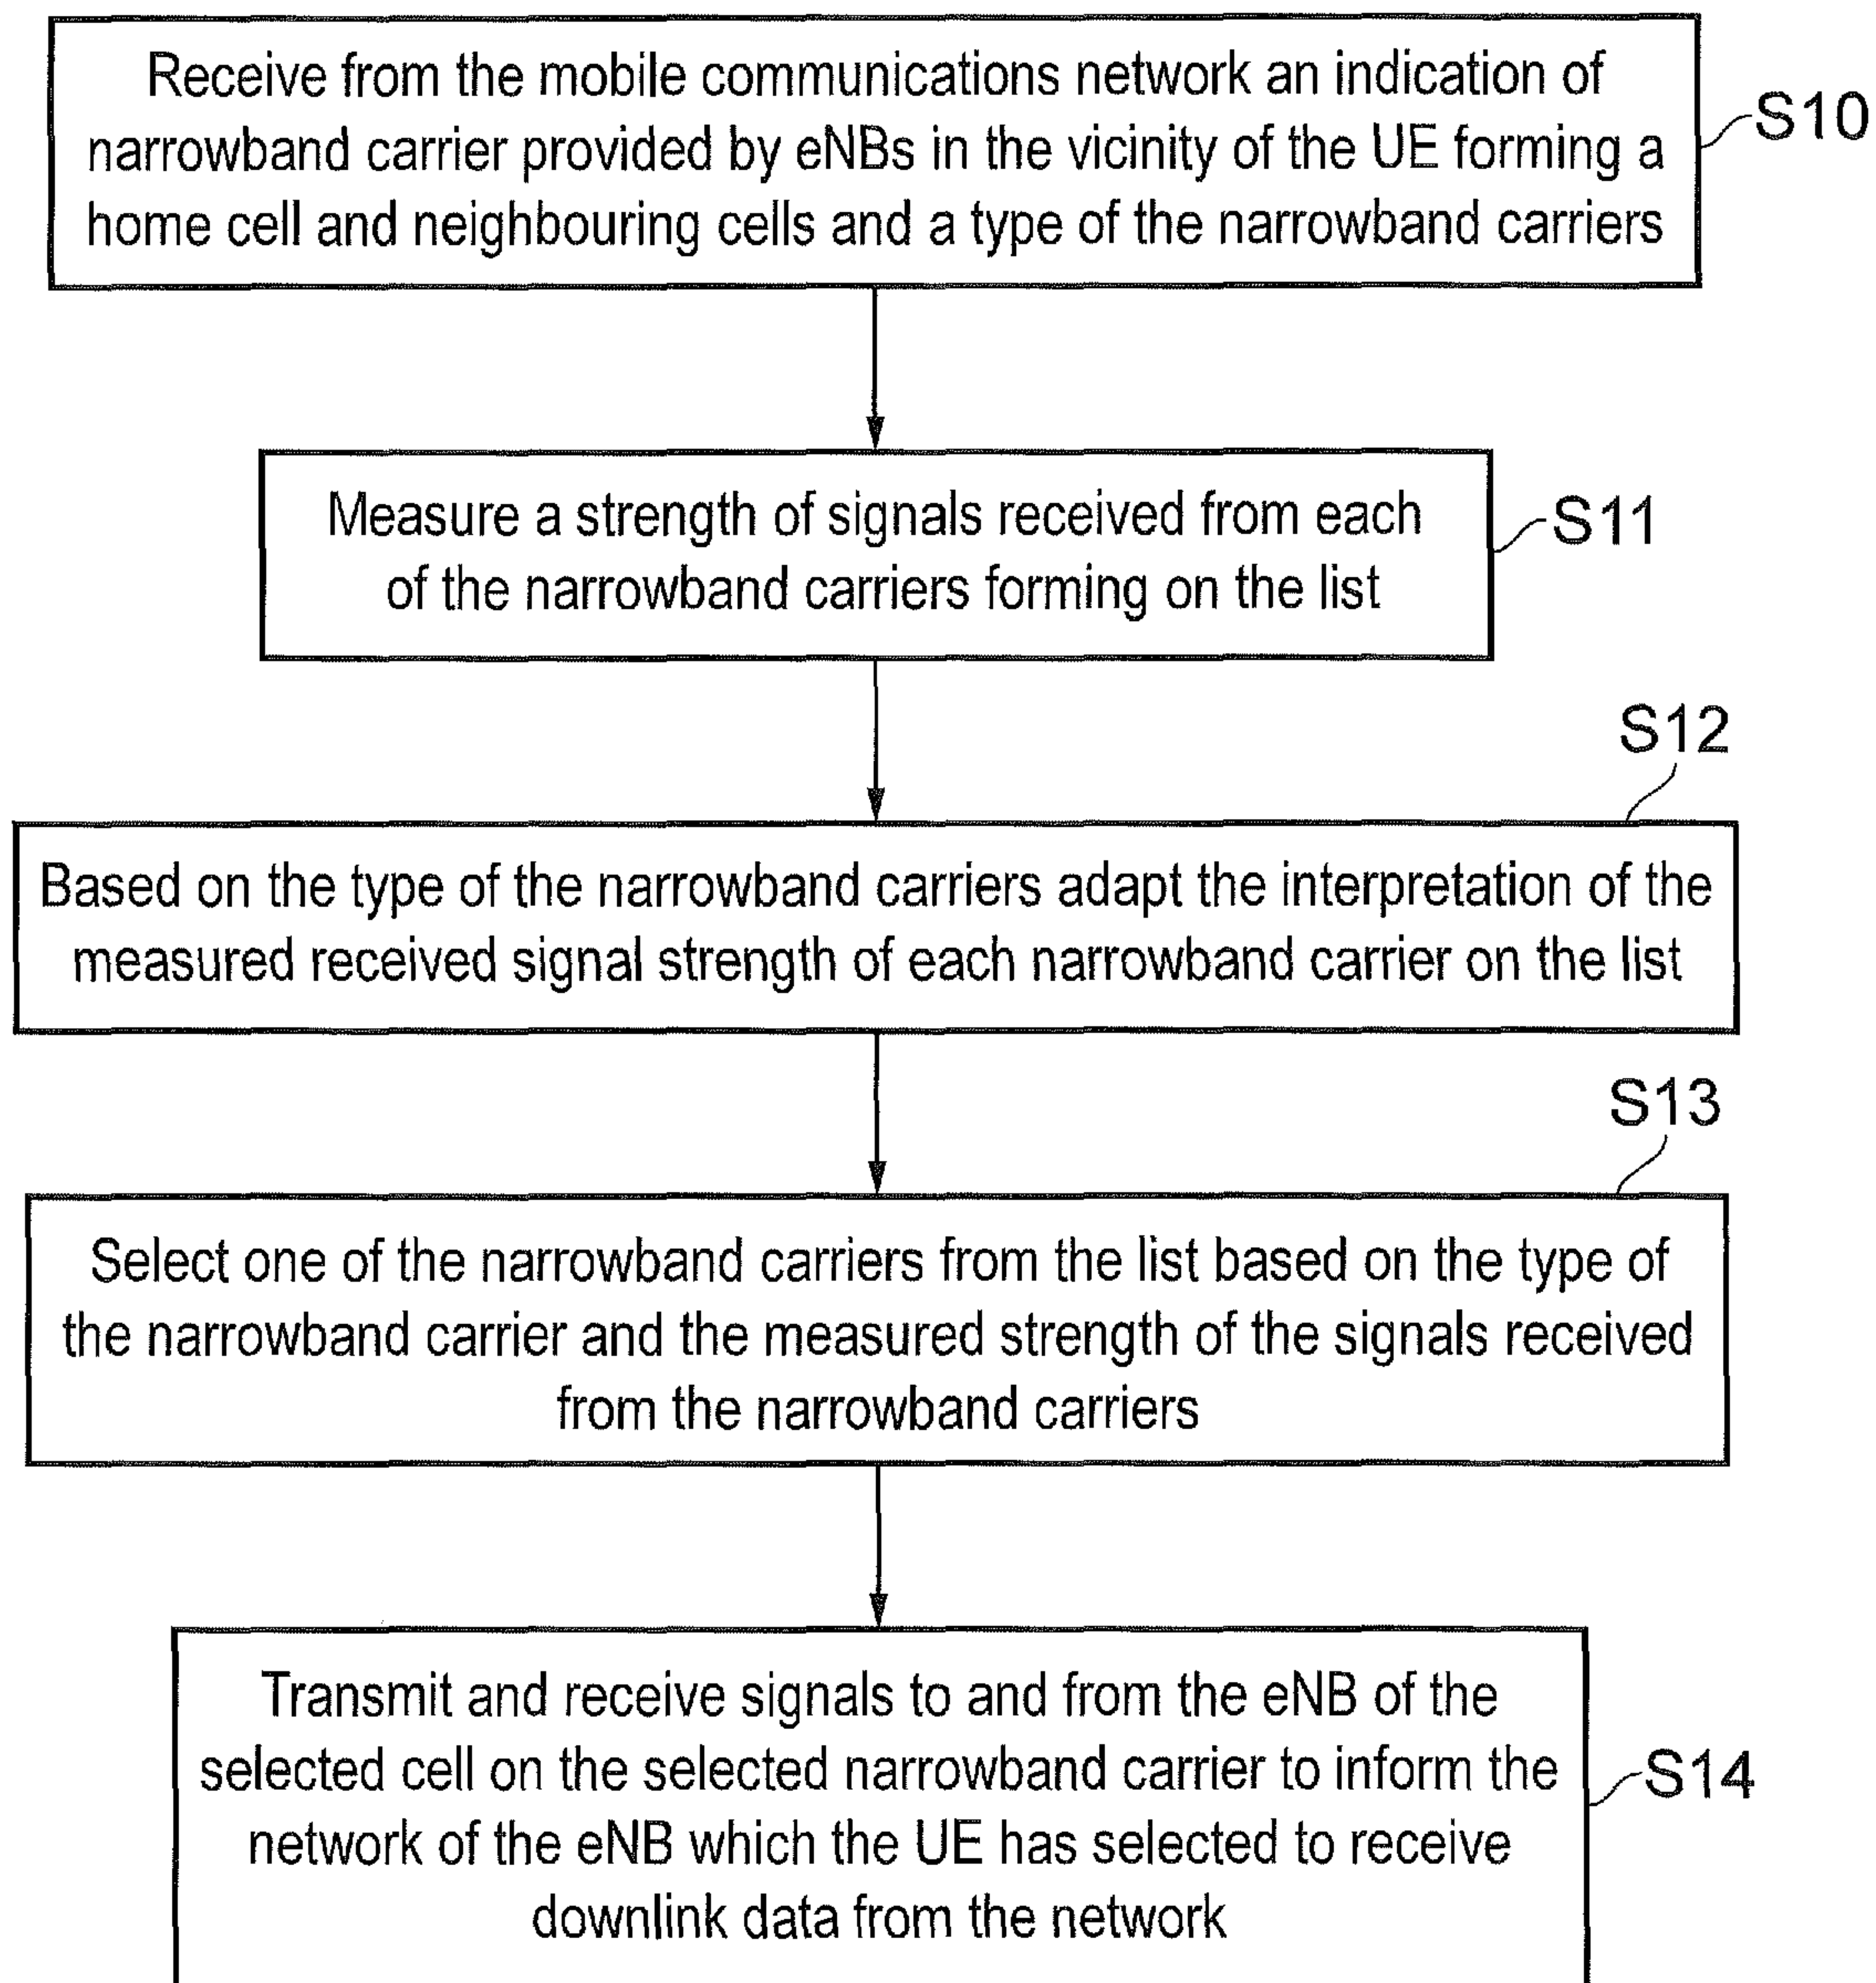 Receive from the mobile communications network an indication of
narrowband carrier provided by eNBs in the vicinity of the UE forming a
home cell and neighbouring cells and a type of the narrowband carriers
S10
Measure a strength of signals received from each
of the narrowband carriers forming on the list
S11
S12
Based on the type of the narrowband carriers adapt the interpretation of the
measured received signal strength of each narrowband carrier on the list
S13
Select one of the narrowband carriers from the list based on the type of
the narrowband carrier and the measured strength of the signals received
from the narrowband carriers
Transmit and receive signals to and from the eNB of the
selected cell on the selected narrowband carrier to inform the
network of the eNB which the UE has selected to receive
downlink data from the network
S14